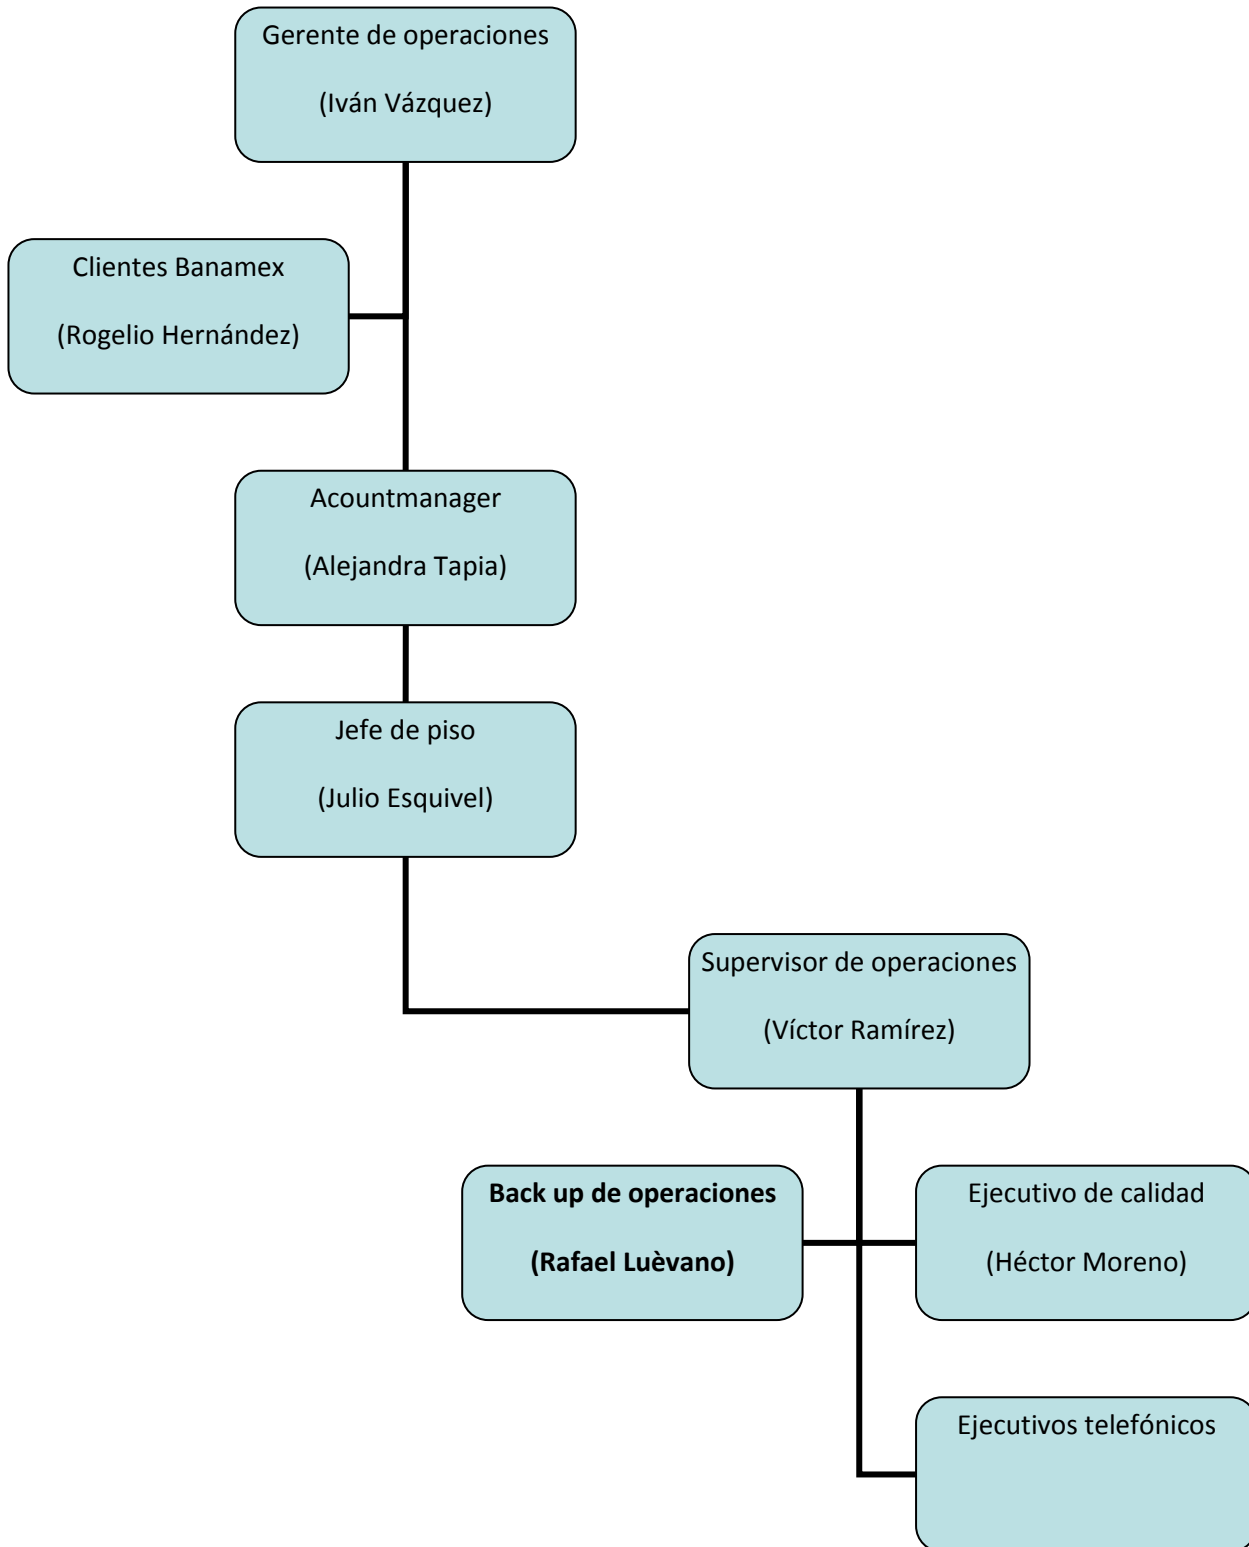 Gerente de operaciones
(Iván Vázquez)
Clientes Banamex
(Rogelio Hernández)
Acountmanager
(Alejandra Tapia)
Jefe de piso
(Julio Esquivel)
Supervisor de operaciones
(Víctor Ramírez)
Back up de operaciones
(Rafael Luèvano)
Ejecutivo de calidad
(Héctor Moreno)
Ejecutivos telefónicos